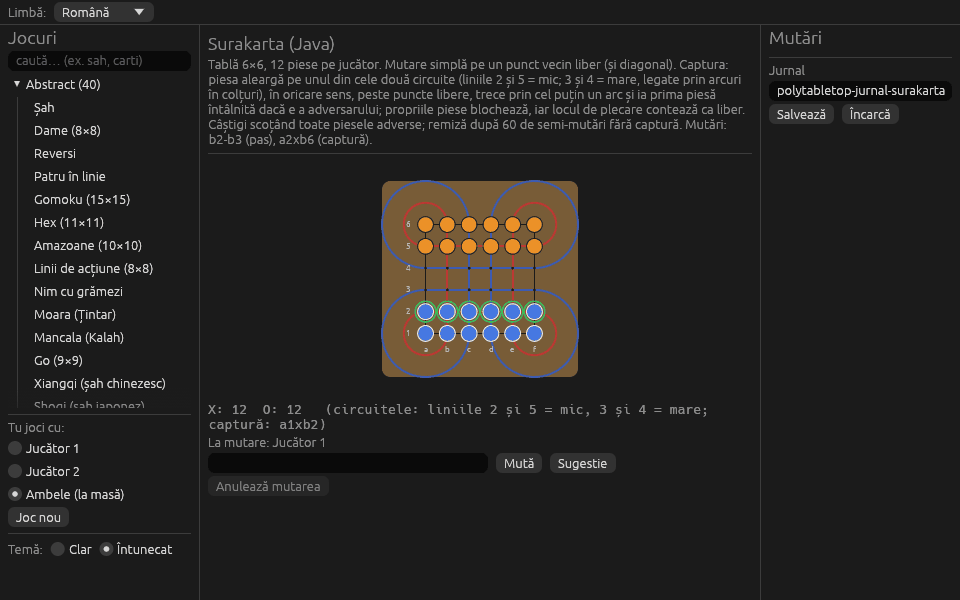 Limbă: Română
Jocuri
caută... (ex. sah, carti)
Abstract (40)
Șah
Dame (8×8)
Reversi
Patru în linie
Gomoku (15×15)
Hex (11×11)
Amazoane (10×10)
Linii de acțiune (8×8)
Nim cu grămezi
Moara (Țintar)
Mancala (Kalah)
Go (9×9)
Xiangqi (șah chinezesc)
Shogi (șah japonez)
Tu joci cu:
Jucător 1
Jucător 2
Ambele (la masă)
Joc nou
Temă: Clar Întunecat
Surakarta (Java)
Tablă 6×6, 12 piese pe jucător. Mutare simplă pe un punct vecin liber (și diagonal). Captura:
piesa aleargă pe unul din cele două circuite (liniile 2 și 5 = mic; 3 și 4 = mare, legate prin arcuri
în colțuri), în oricare sens, peste puncte libere, trece prin cel puțin un arc și ia prima piesă
întâlnită dacă e a adversarului; propriile piese blochează, iar locul de plecare contează ca liber.
Câștigi scoțând toate piesele adverse; remiză după 60 de semi-mutări fără captură. Mutări:
b2-b3 (pas), a2xb6 (captură).
6
5
4
3
2
1
a b c d e f
X: 12 O: 12 (circuitele: liniile 2 și 5 = mic, 3 și 4 = mare;
captură: a1xb2)
La mutare: Jucător 1
Mută Sugestie
Anulează mutarea
Mutări
Jurnal
polytabletop-jurnal-surakarta
Salvează Încarcă